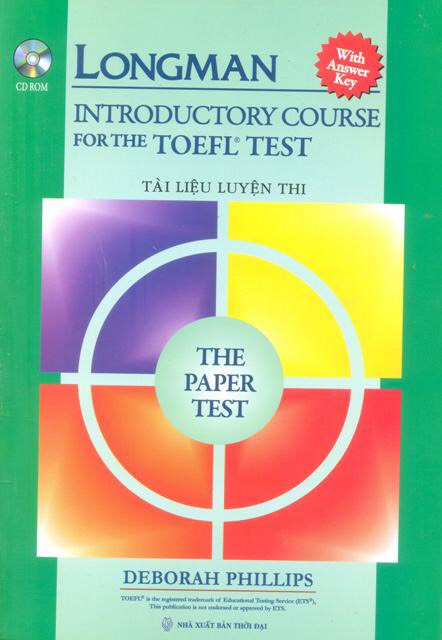 CD ROM
LONGMAN
With
Answer
Key
INTRODUCTORY COURSE
FOR THE TOEFL® TEST
TÀI LIỆU LUYỆN THI
THE
PAPER
TEST
DEBORAH PHILLIPS
TOEFL® is the registered trademark of Educational Testing Service (ETS®),
This publication is not endorsed or approved by ETS.
NHÀ XUẤT BẢN THỜI ĐẠI